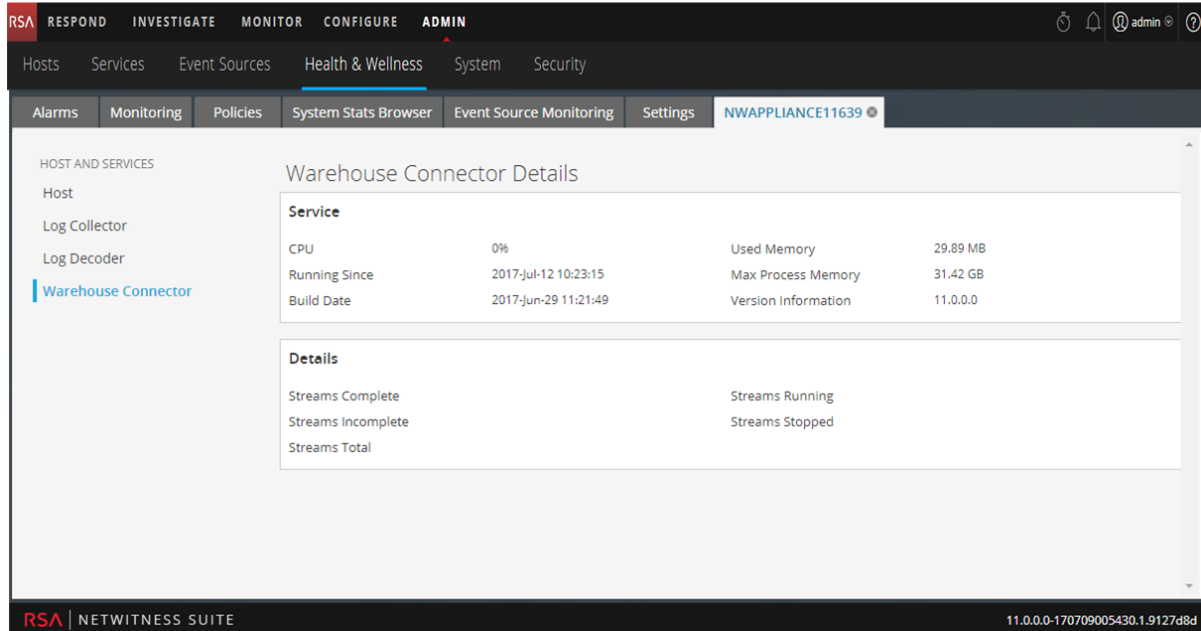 RSA RESPOND INVESTIGATE MONITOR CONFIGURE ADMIN admin
Hosts Services Event Sources Health & Wellness System Security
Alarms Monitoring Policies System Stats Browser Event Source Monitoring Settings NWAPPLIANCE11639
HOST AND SERVICES
Host
Log Collector
Log Decoder
Warehouse Connector
Warehouse Connector Details
Service
CPU 0% Used Memory 29.89 MB
Running Since 2017-Jul-12 10:23:15 Max Process Memory 31.42 GB
Build Date 2017-Jun-29 11:21:49 Version Information 11.0.0.0
Details
Streams Complete Streams Running
Streams Incomplete Streams Stopped
Streams Total
RSA NETWITNESS SUITE 11.0.0.0-170709005430.1.9127d8d